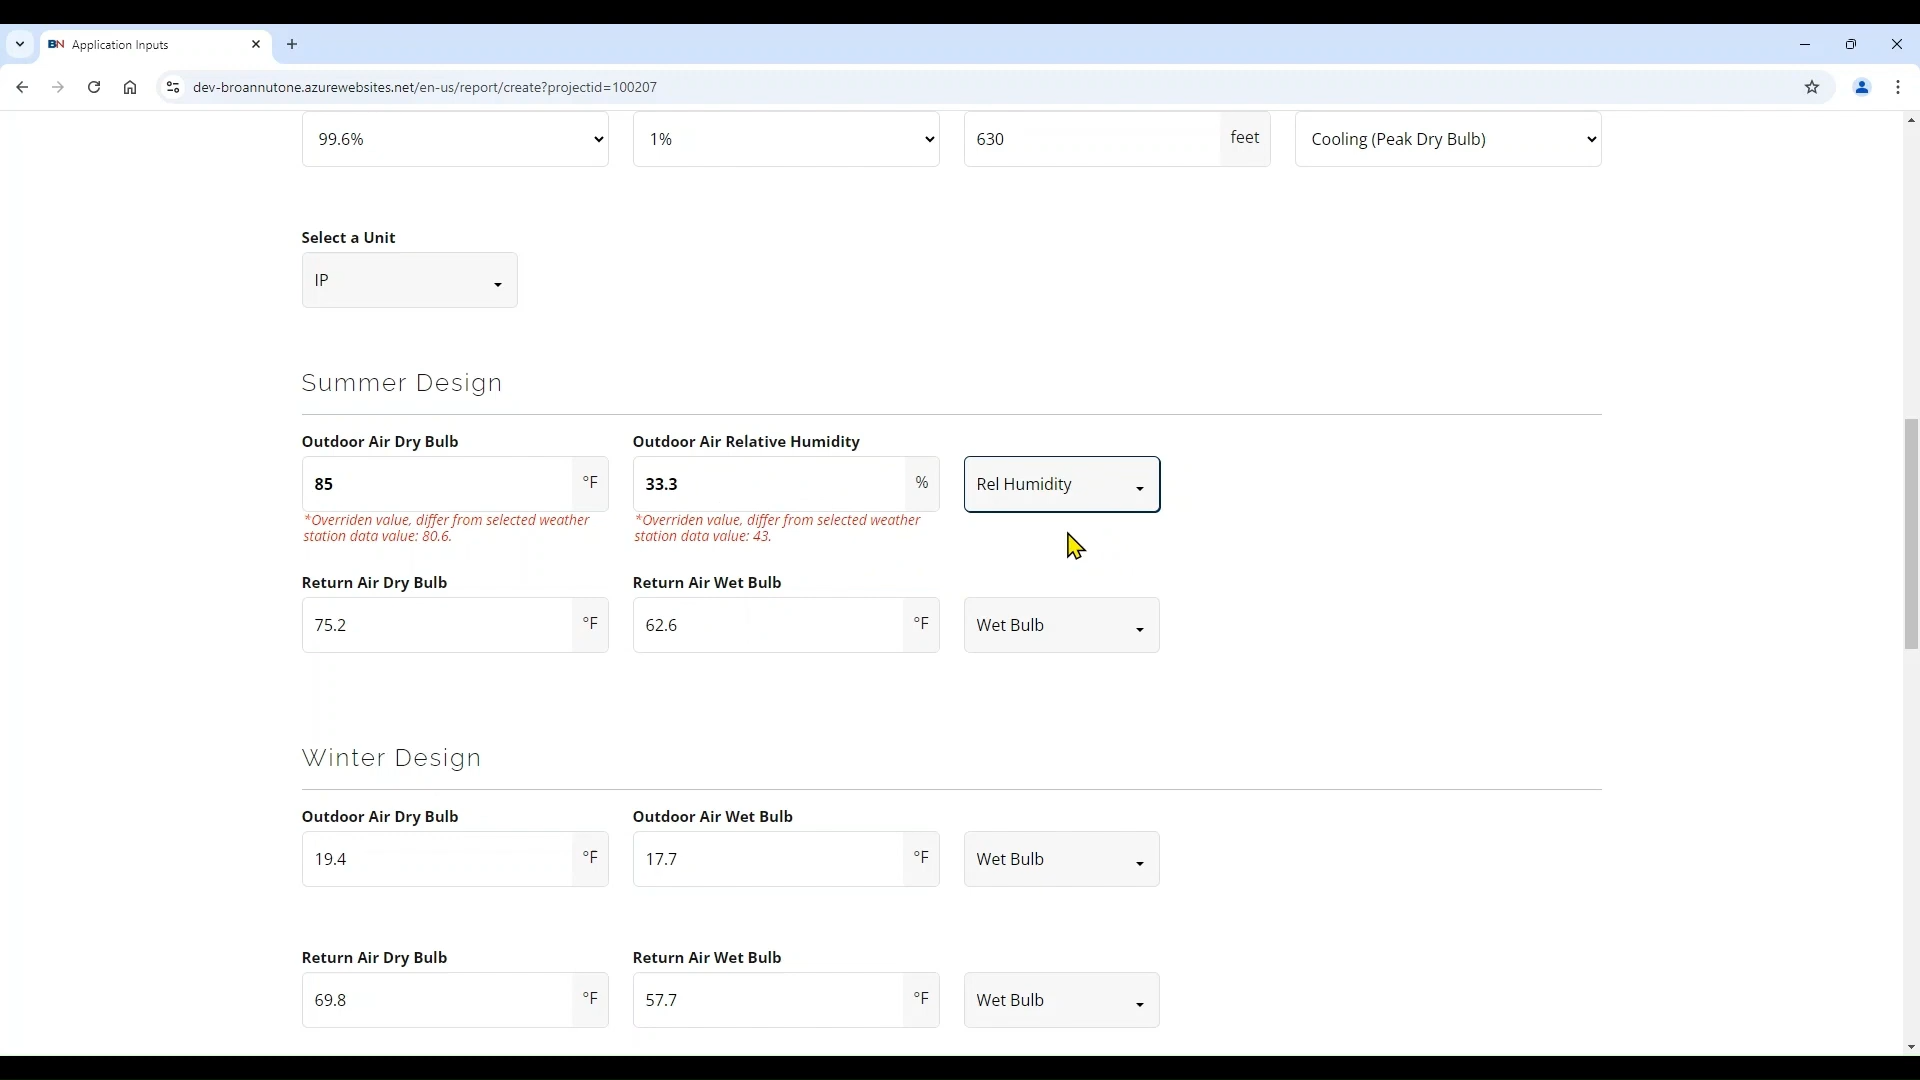 BN Application Inputs
dev-broannutone.azurewebsites.net/en-us/report/create?projectid=100207
99.6% 1% 630 feet Cooling (Peak Dry Bulb)
Select a Unit
IP
Summer Design
Outdoor Air Dry Bulb Outdoor Air Relative Humidity
85 °F 33.3 % Rel Humidity
*Overriden value, differ from selected weather
station data value: 80.6.
*Overriden value, differ from selected weather
station data value: 43.
Return Air Dry Bulb Return Air Wet Bulb
75.2 °F 62.6 °F Wet Bulb
Winter Design
Outdoor Air Dry Bulb Outdoor Air Wet Bulb
19.4 °F 17.7 °F Wet Bulb
Return Air Dry Bulb Return Air Wet Bulb
69.8 °F 57.7 °F Wet Bulb